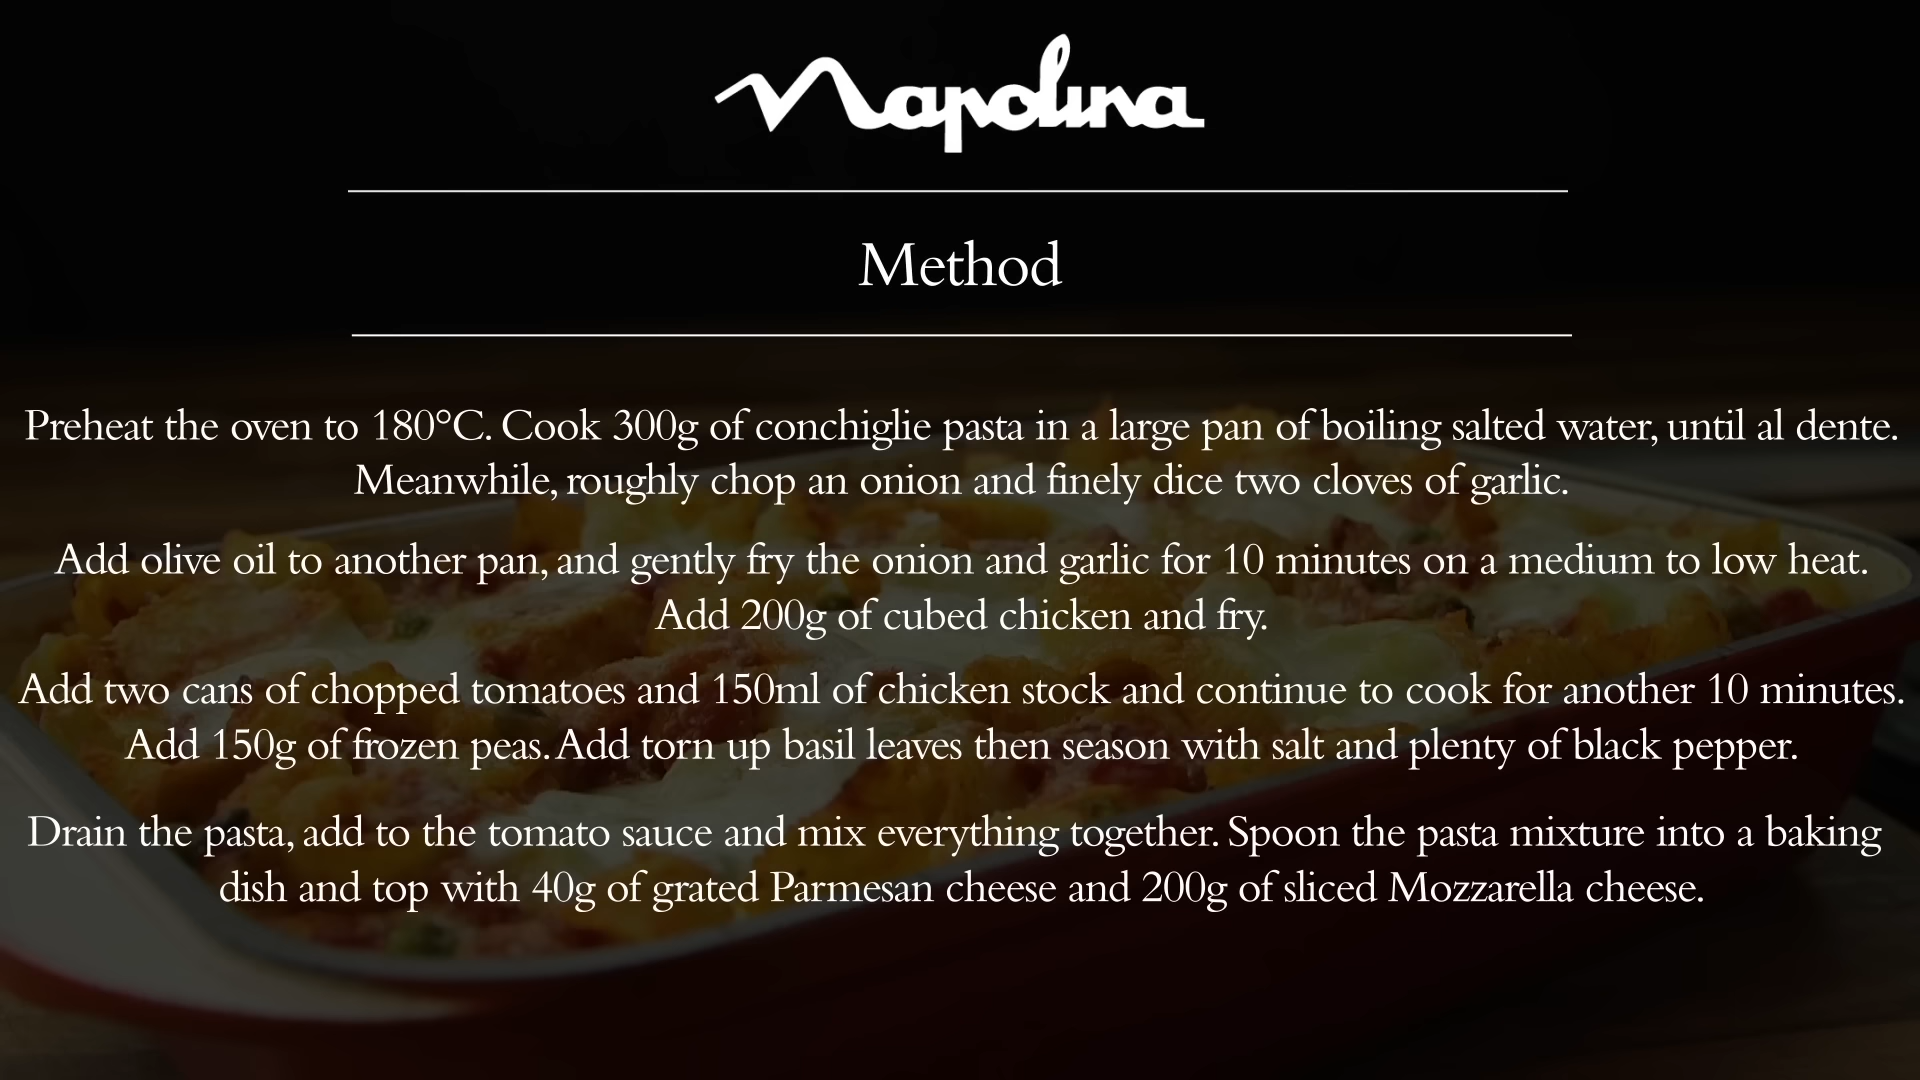 Napolina
Method
Preheat the oven to 180°C. Cook 300g of conchiglie pasta in a large pan of boiling salted water, until al dente.
Meanwhile, roughly chop an onion and finely dice two cloves of garlic.
Add olive oil to another pan, and gently fry the onion and garlic for 10 minutes on a medium to low heat.
Add 200g of cubed chicken and fry.
Add two cans of chopped tomatoes and 150ml of chicken stock and continue to cook for another 10 minutes.
Add 150g of frozen peas. Add torn up basil leaves then season with salt and plenty of black pepper.
Drain the pasta, add to the tomato sauce and mix everything together. Spoon the pasta mixture into a baking
dish and top with 40g of grated Parmesan cheese and 200g of sliced Mozzarella cheese.